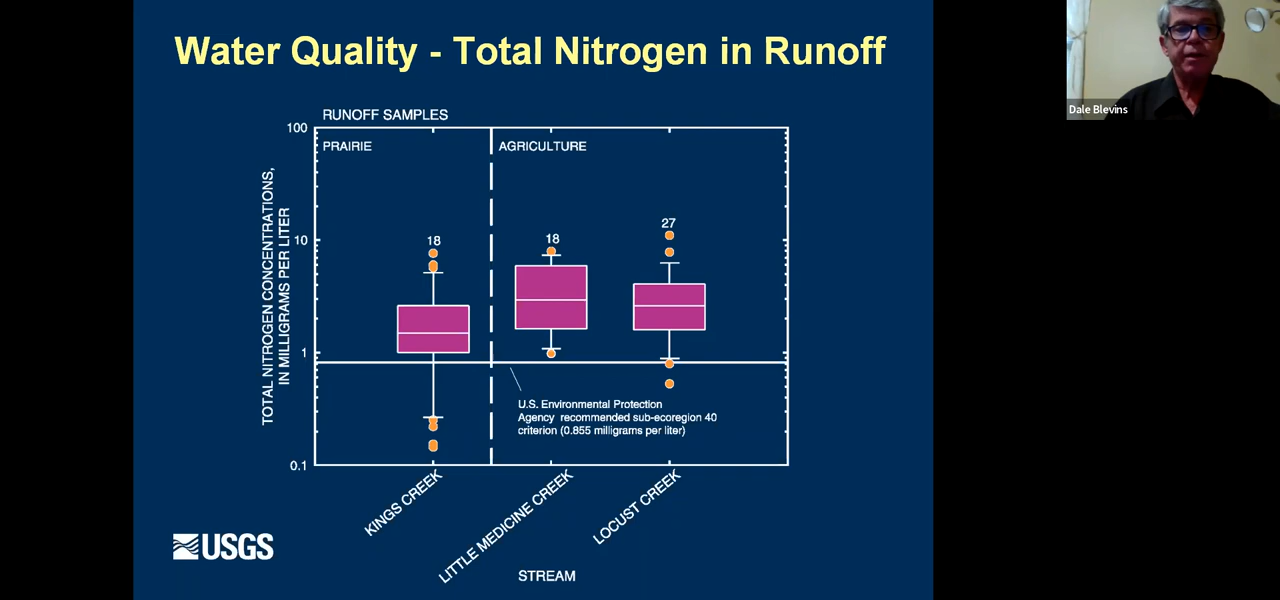 Water Quality - Total Nitrogen in Runoff
Dale Blevins
RUNOFF SAMPLES
100
PRAIRIE
AGRICULTURE
TOTAL NITROGEN CONCENTRATIONS,
IN MILLIGRAMS PER LITER
27
18
18
10
1
U.S. Environmental Protection
Agency recommended sub-ecoregion 40
criterion (0.855 milligrams per liter)
0.1
KINGS CREEK
LITTLE MEDICINE CREEK
LOCUST CREEK
USGS
STREAM